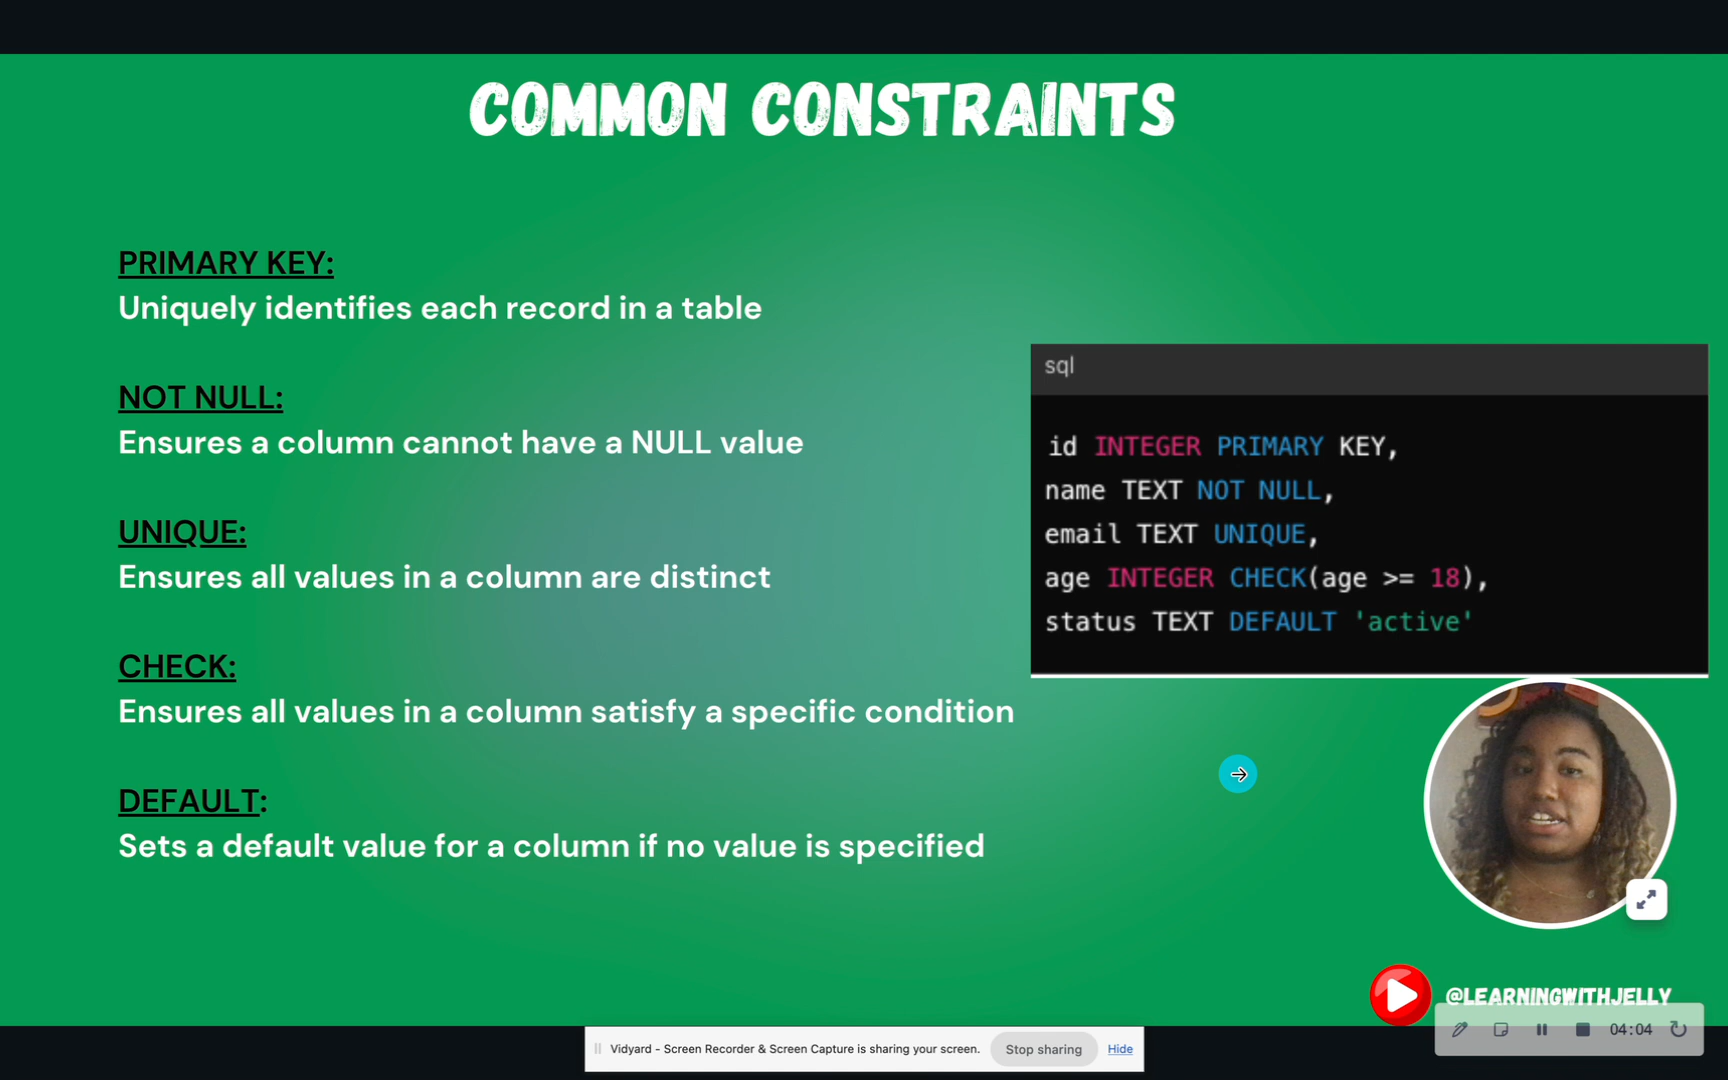 COMMON CONSTRAINTS
PRIMARY KEY:
Uniquely identifies each record in a table
NOT NULL:
Ensures a column cannot have a NULL value
UNIQUE:
Ensures all values in a column are distinct
CHECK:
Ensures all values in a column satisfy a specific condition
DEFAULT:
Sets a default value for a column if no value is specified
sql
id INTEGER PRIMARY KEY,
name TEXT NOT NULL,
email TEXT UNIQUE,
age INTEGER CHECK(age >= 18),
status TEXT DEFAULT 'active'
@LEARNINGWITHJELLY
04:04
Vidyard - Screen Recorder & Screen Capture is sharing your screen.
Stop sharing
Hide